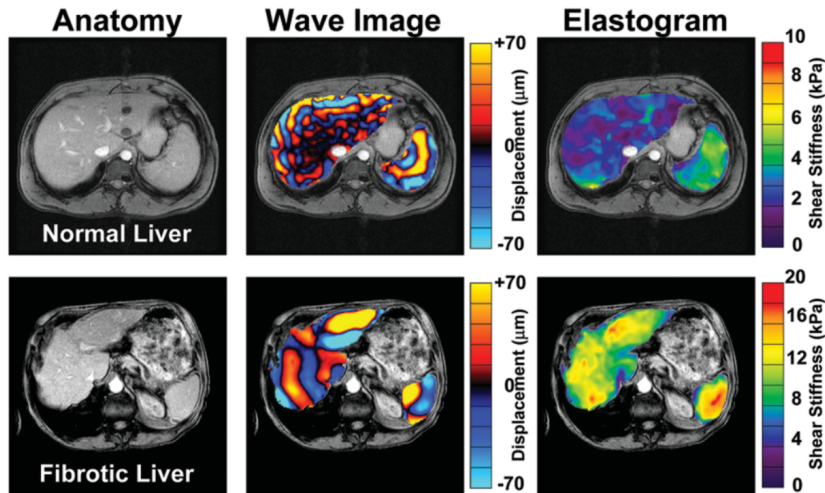 Anatomy
Wave Image
Elastogram
+70
0
-70
Displacement (µm)
10
8
6
4
2
0
Shear Stiffness (kPa)
Normal Liver
+70
0
-70
Displacement (µm)
20
16
12
8
4
0
Shear Stiffness (kPa)
Fibrotic Liver